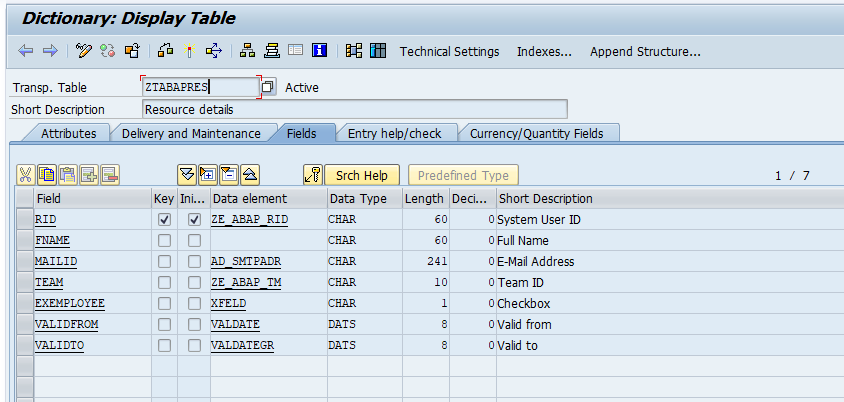 Dictionary: Display Table
Technical Settings Indexes... Append Structure...
Transp. Table ZTABAPRES Active
Short Description Resource details
Attributes Delivery and Maintenance Fields Entry help/check Currency/Quantity Fields
Srch Help Predefined Type 1 / 7
Field Key Ini... Data element Data Type Length Deci... Short Description
RID ZE_ABAP_RID CHAR 60 0 System User ID
FNAME CHAR 60 0 Full Name
MAILID AD_SMTPADR CHAR 241 0 E-Mail Address
TEAM ZE_ABAP_TM CHAR 10 0 Team ID
EXEMPLOYEE XFELD CHAR 1 0 Checkbox
VALIDFROM VALDATE DATS 8 0 Valid from
VALIDTO VALDATEGR DATS 8 0 Valid to